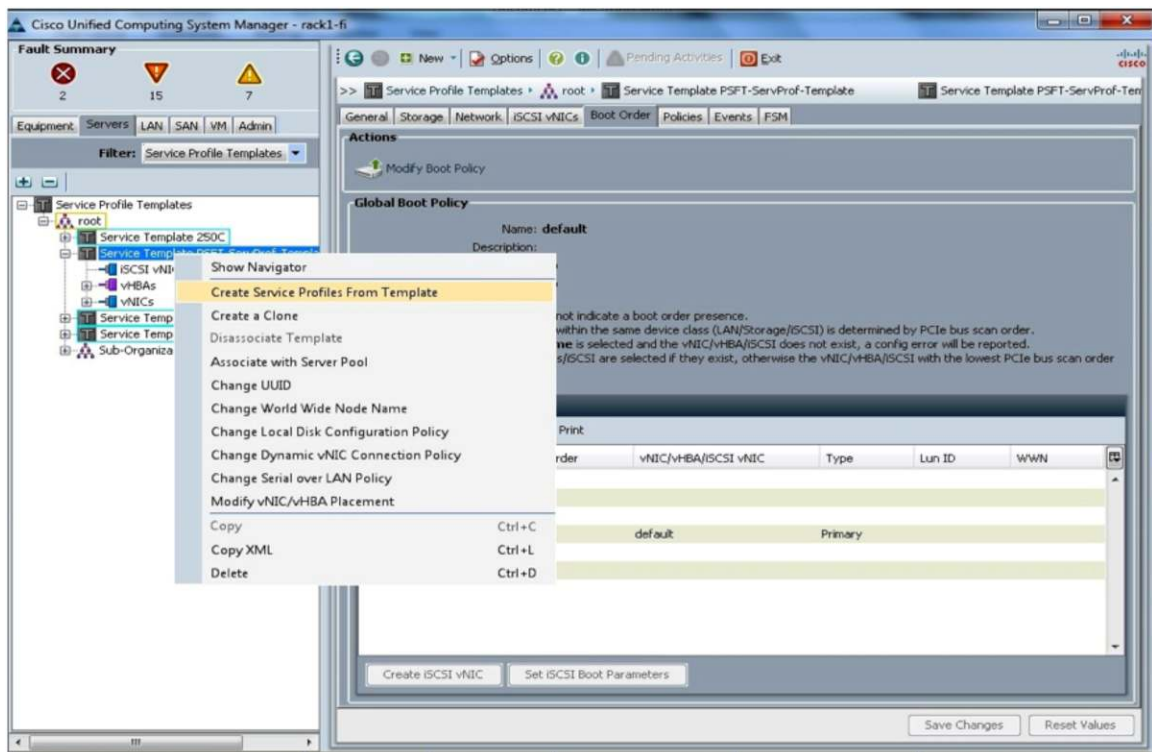 Cisco Unified Computing System Manager - rack1-fi
Fault Summary
2 15 7
Equipment Servers LAN SAN VM Admin
Filter: Service Profile Templates
Service Profile Templates
root
Service Template 250C
Service Template PSFT-ServProf-Templa
iSCSI vNI
vHBAs
vNICs
Service Temp
Service Temp
Sub-Organiza
New Options Pending Activities Exit
CISCO
>> Service Profile Templates root Service Template PSFT-ServProf-Template Service Template PSFT-ServProf-Tem
General Storage Network iSCSI vNICs Boot Order Policies Events FSM
Actions
Modify Boot Policy
Global Boot Policy
Name: default
Description:
not indicate a boot order presence.
within the same device class (LAN/Storage/iSCSI) is determined by PCIe bus scan order.
me is selected and the vNIC/vHBA/iSCSI does not exist, a config error will be reported.
s/iSCSI are selected if they exist, otherwise the vNIC/vHBA/iSCSI with the lowest PCIe bus scan order
Print
rder vNIC/vHBA/iSCSI vNIC Type Lun ID WWN
default Primary
Create iSCSI vNIC Set iSCSI Boot Parameters
Save Changes Reset Values
Show Navigator
Create Service Profiles From Template
Create a Clone
Disassociate Template
Associate with Server Pool
Change UUID
Change World Wide Node Name
Change Local Disk Configuration Policy
Change Dynamic vNIC Connection Policy
Change Serial over LAN Policy
Modify vNIC/vHBA Placement
Copy Ctrl+C
Copy XML Ctrl+L
Delete Ctrl+D